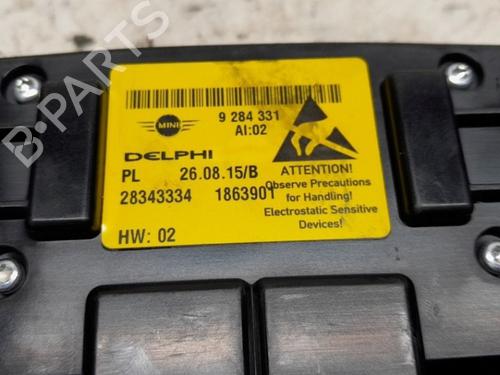 B-PARTS
9 284 331
MINI
AI:02
DELPHI
ATTENTION!
PL 26.08.15/B
Observe Precautions
for Handling!
28343334 1863901
Electrostatic Sensitive
Devices!
HW: 02